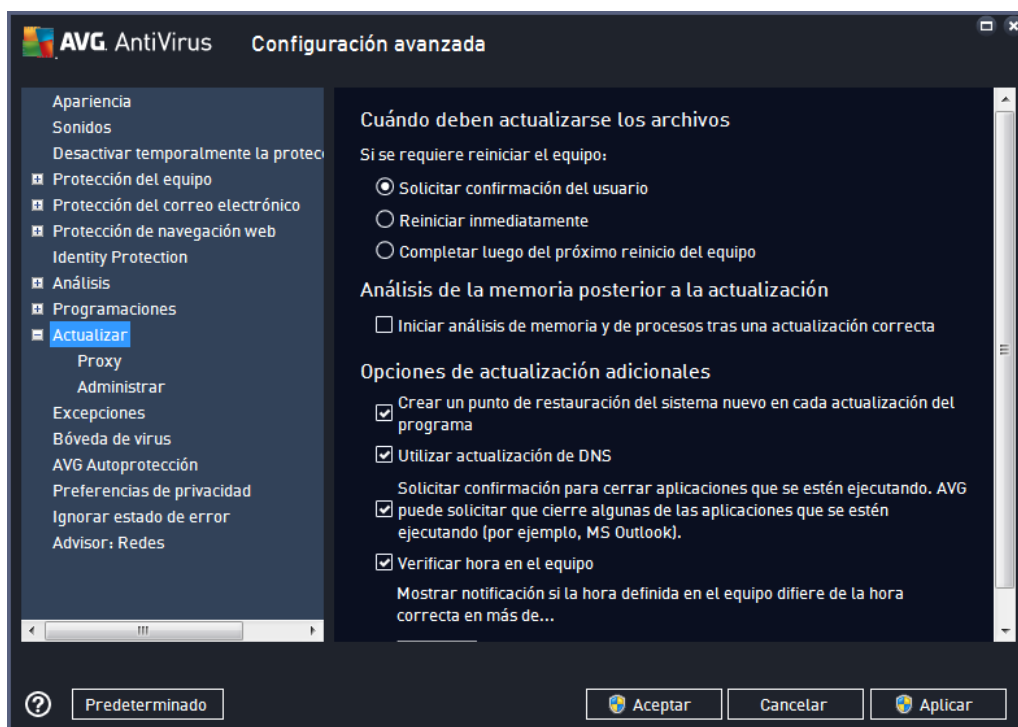 AVG. AntiVirus
Configuración avanzada
Apariencia
Sonidos
Desactivar temporalmente la protec
Protección del equipo
Protección del correo electrónico
Protección de navegación web
Identity Protection
Análisis
Programaciones
Actualizar
Proxy
Administrar
Excepciones
Bóveda de virus
AVG Autoprotección
Preferencias de privacidad
Ignorar estado de error
Advisor: Redes
Cuándo deben actualizarse los archivos
Si se requiere reiniciar el equipo:
Solicitar confirmación del usuario
Reiniciar inmediatamente
Completar luego del próximo reinicio del equipo
Análisis de la memoria posterior a la actualización
Iniciar análisis de memoria y de procesos tras una actualización correcta
Opciones de actualización adicionales
Crear un punto de restauración del sistema nuevo en cada actualización del
programa
Utilizar actualización de DNS
Solicitar confirmación para cerrar aplicaciones que se estén ejecutando. AVG
puede solicitar que cierre algunas de las aplicaciones que se estén
ejecutando (por ejemplo, MS Outlook).
Verificar hora en el equipo
Mostrar notificación si la hora definida en el equipo difiere de la hora
correcta en más de...
Predeterminado
Aceptar
Cancelar
Aplicar